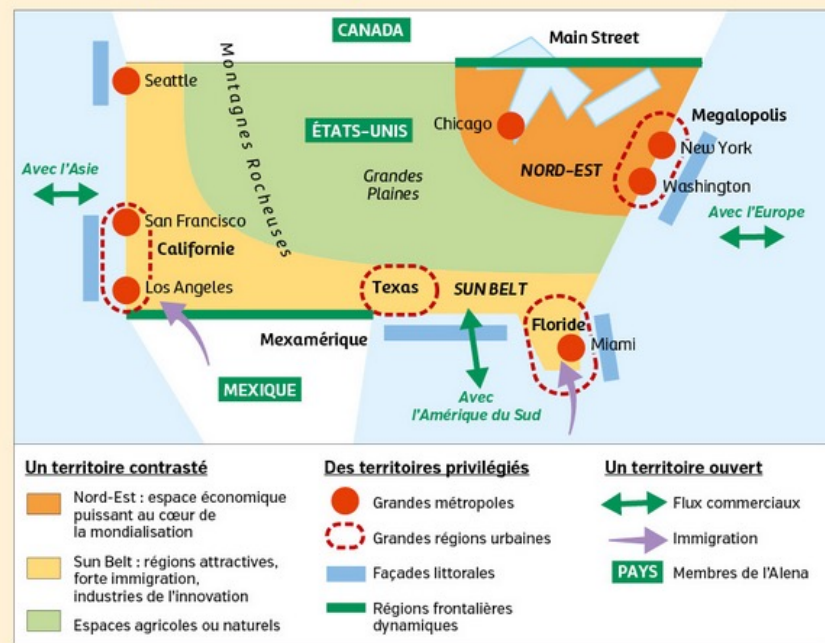 CANADA
Main Street
Seattle
Montagnes Rocheuses
ÉTATS-UNIS
Chicago
Megalopolis
New York
Grandes
Plaines
NORD-EST
Washington
Avec l'Asie
Avec l'Europe
San Francisco
Californie
Los Angeles
Texas
SUN BELT
Floride
Miami
Mexamérique
MEXIQUE
Avec
l'Amérique du Sud
Un territoire contrasté
Nord-Est : espace économique
puissant au cœur de
la mondialisation
Sun Belt : régions attractives,
forte immigration,
industries de l'innovation
Espaces agricoles ou naturels
Des territoires privilégiés
Grandes métropoles
Grandes régions urbaines
Façades littorales
Régions frontalières
dynamiques
Un territoire ouvert
Flux commerciaux
Immigration
PAYS Membres de l'Alena